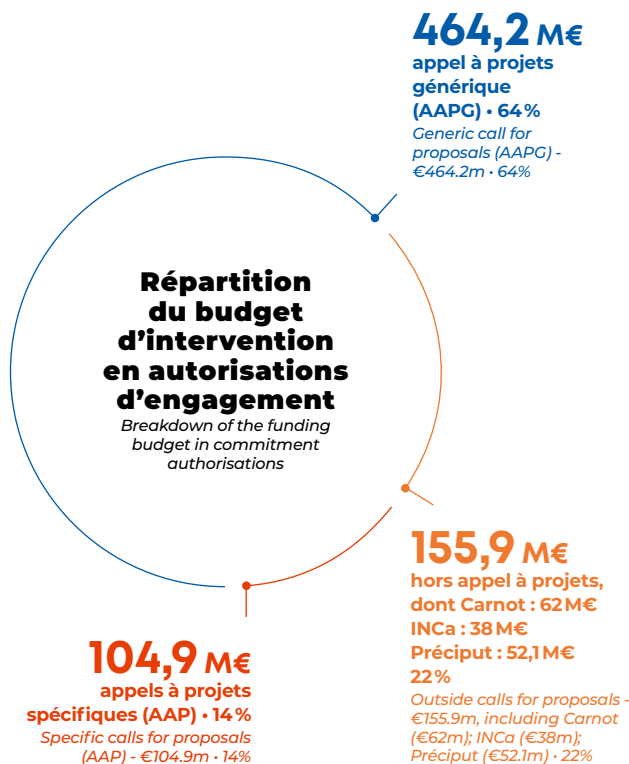 464,2 M€
appel à projets
générique
(AAPG) • 64%
Generic call for
proposals (AAPG) -
€464.2m • 64%
Répartition
du budget
d’intervention
en autorisations
d’engagement
Breakdown of the funding
budget in commitment
authorisations
155,9 M€
hors appel à projets,
dont Carnot : 62 M€
INCa : 38 M€
Préciput : 52,1 M€
22%
Outside calls for proposals -
€155.9m, including Carnot
(€62m); INCa (€38m);
Préciput (€52.1m) • 22%
104,9 M€
appels à projets
spécifiques (AAP) • 14 %
Specific calls for proposals
(AAP) - €104.9m • 14%